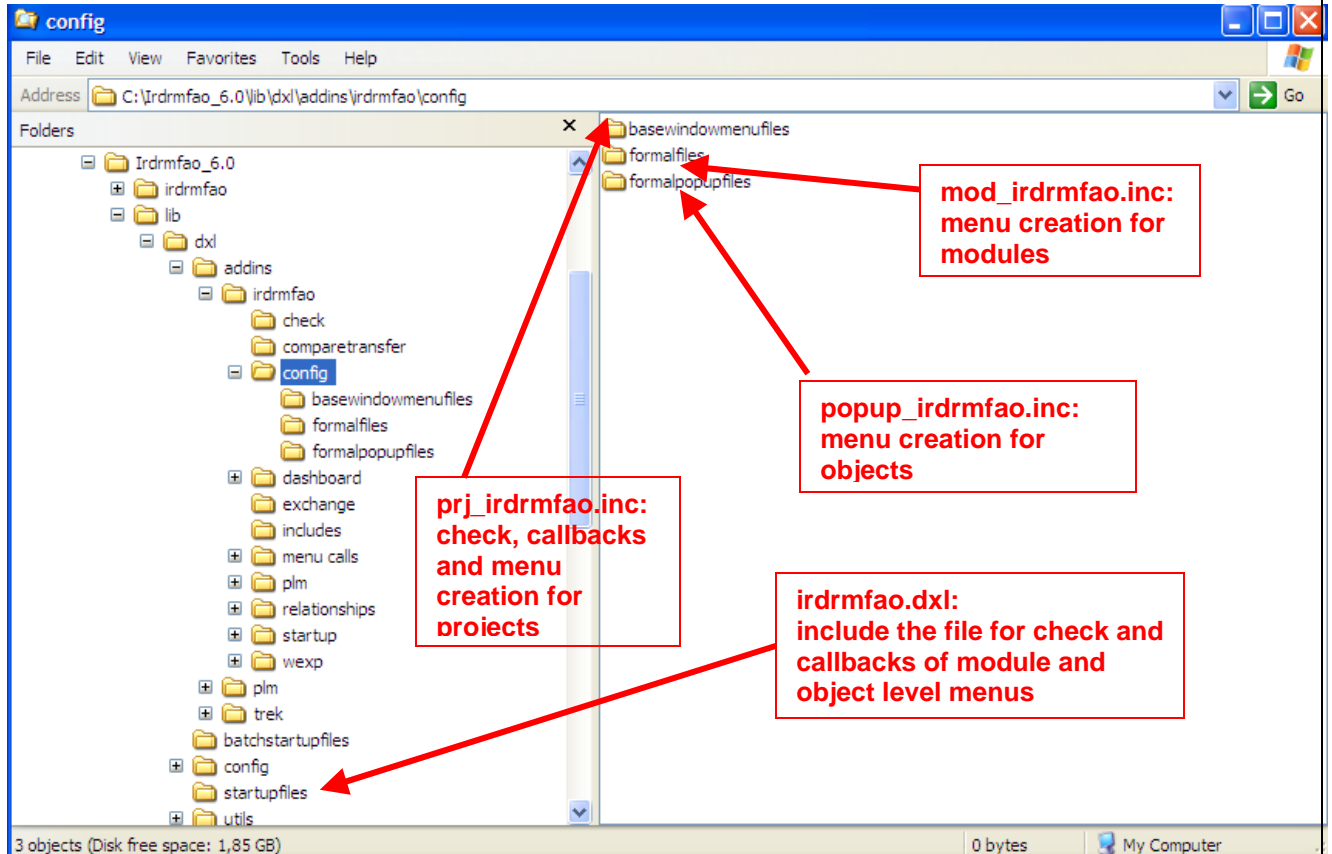 config
File Edit View Favorites Tools Help
Address C:\Irdrmfao_6.0\lib\dxl\addins\irdrmfao\config Go
Folders
Irdrmfao_6.0
irdrmfao
lib
dxl
addins
irdrmfao
check
comparetransfer
config
basewindowmenufiles
formalfiles
formalpopupfiles
dashboard
exchange
includes
menu calls
plm
relationships
startup
wexp
plm
trek
batchstartupfiles
config
startupfiles
utils
basewindowmenufiles
formalfiles
formalpopupfiles
mod_irdrmfao.inc:
menu creation for
modules
popup_irdrmfao.inc:
menu creation for
objects
prj_irdrmfao.inc:
check, callbacks
and menu
creation for
projects
irdrmfao.dxl:
include the file for check and
callbacks of module and
object level menus
3 objects (Disk free space: 1,85 GB) 0 bytes My Computer